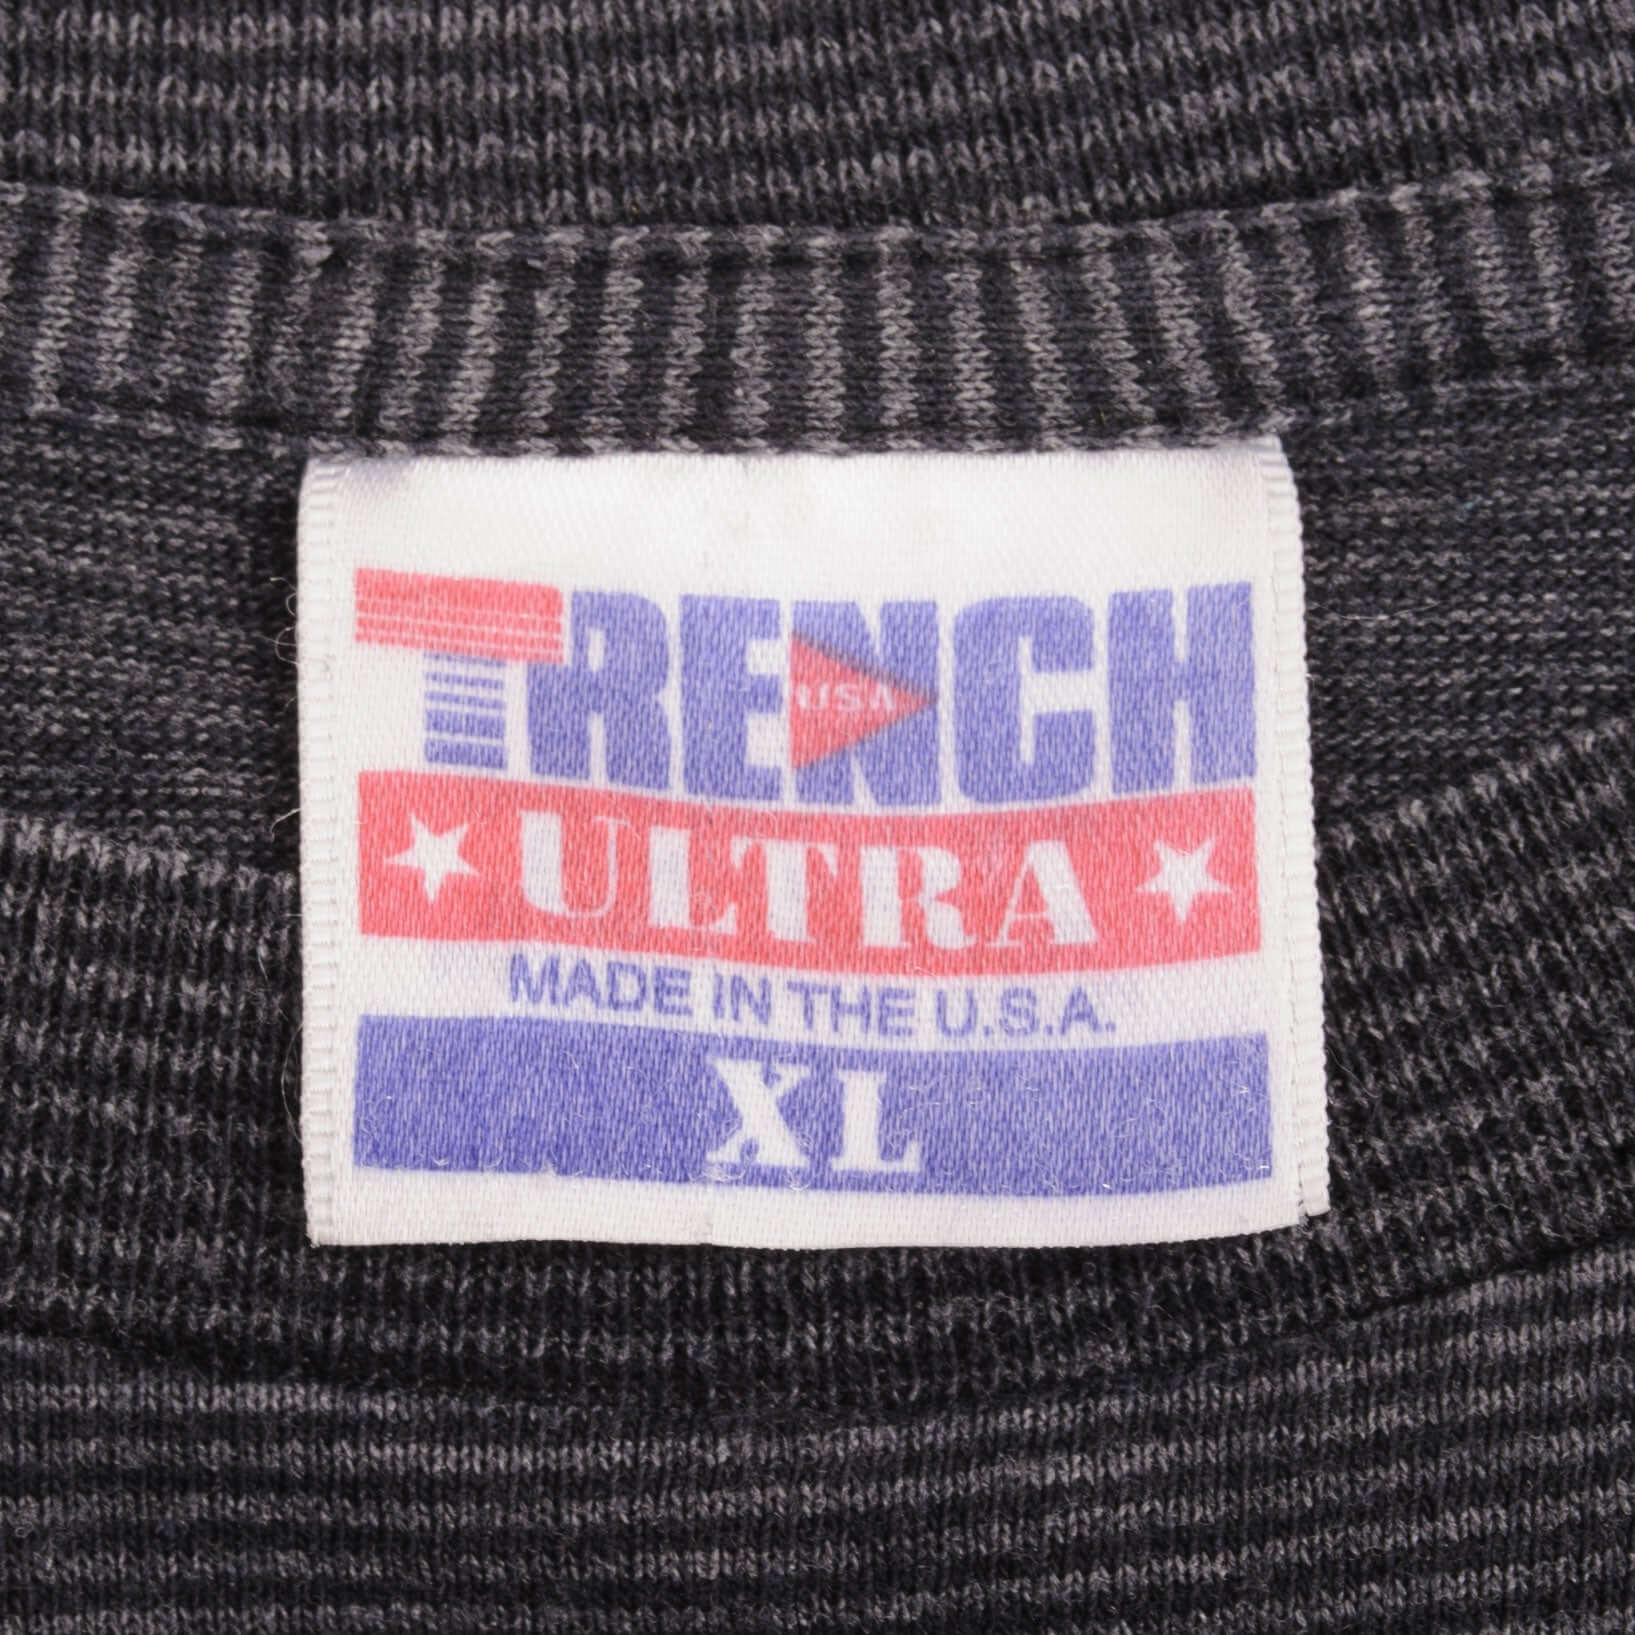 TRENCH
USA
ULTRA
MADE IN THE U.S.A.
XL